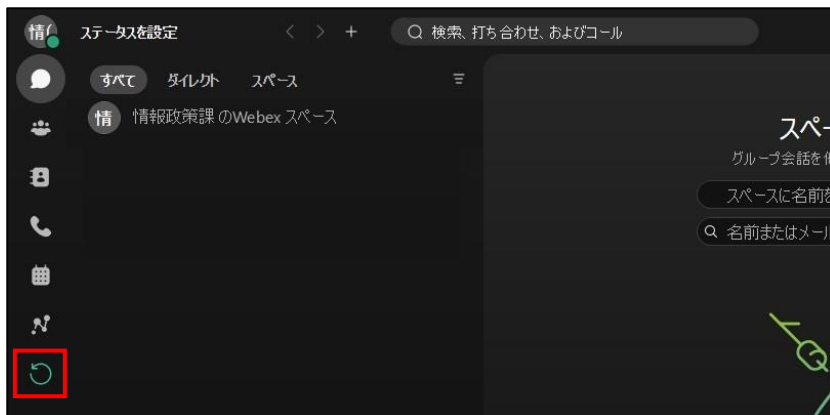 情(
ステータスを設定
検索、打ち合わせ、およびコール
すべて ダイレクト スペース
情 情報政策課 のWebex スペース
スペー
グループ会話を
スペースに名前を
名前またはメール